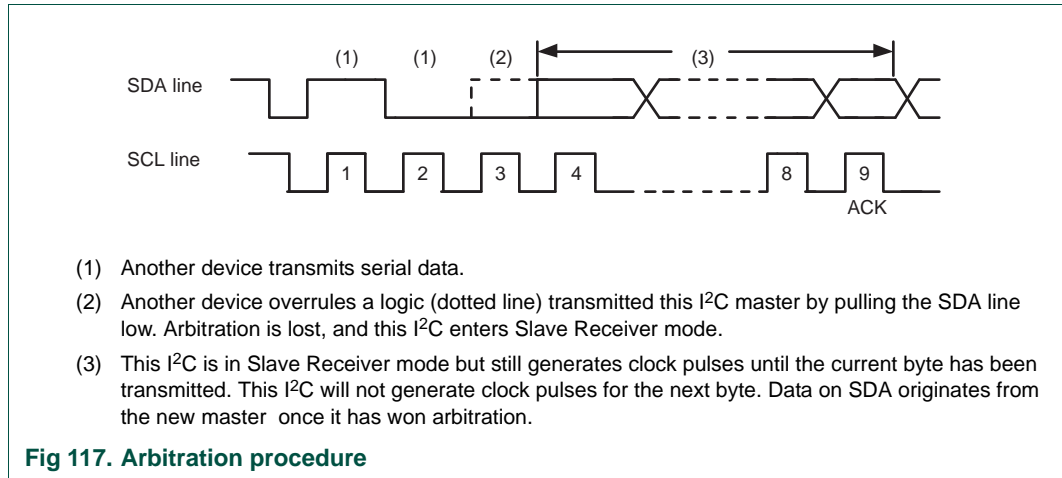 (1) (1) (2) (3)
SDA line
SCL line
1 2 3 4 8 9
ACK
(1) Another device transmits serial data.
(2) Another device overrules a logic (dotted line) transmitted this I2C master by pulling the SDA line
low. Arbitration is lost, and this I2C enters Slave Receiver mode.
(3) This I2C is in Slave Receiver mode but still generates clock pulses until the current byte has been
transmitted. This I2C will not generate clock pulses for the next byte. Data on SDA originates from
the new master once it has won arbitration.
Fig 117. Arbitration procedure